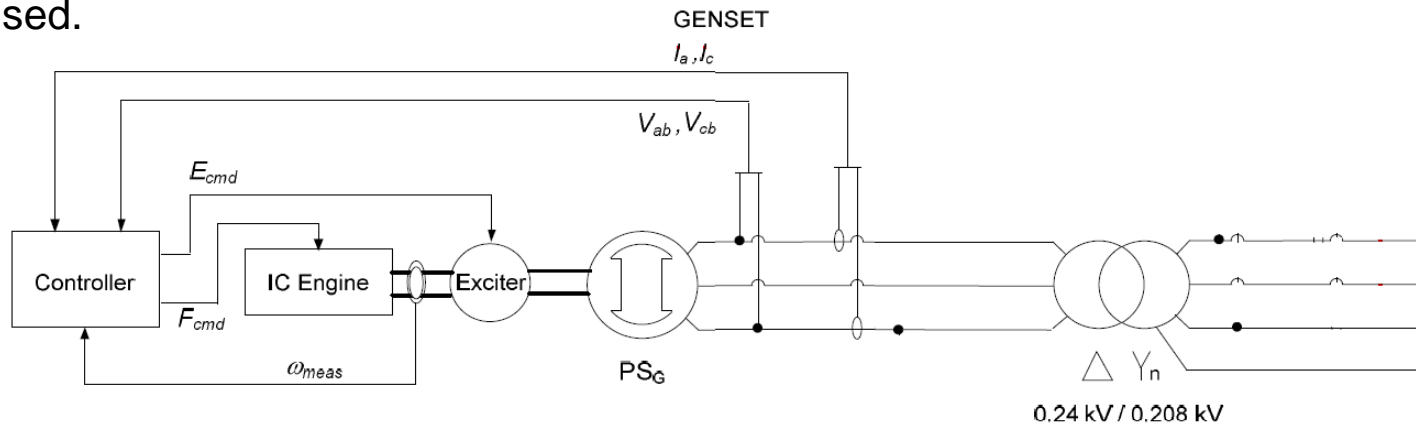 sed.
GENSET
Ia ,Ic
Vab ,Vcb
Ecmd
Controller
IC Engine
Exciter
Fcmd
ωmeas
PSG
△ Yn
0.24 kV / 0.208 kV